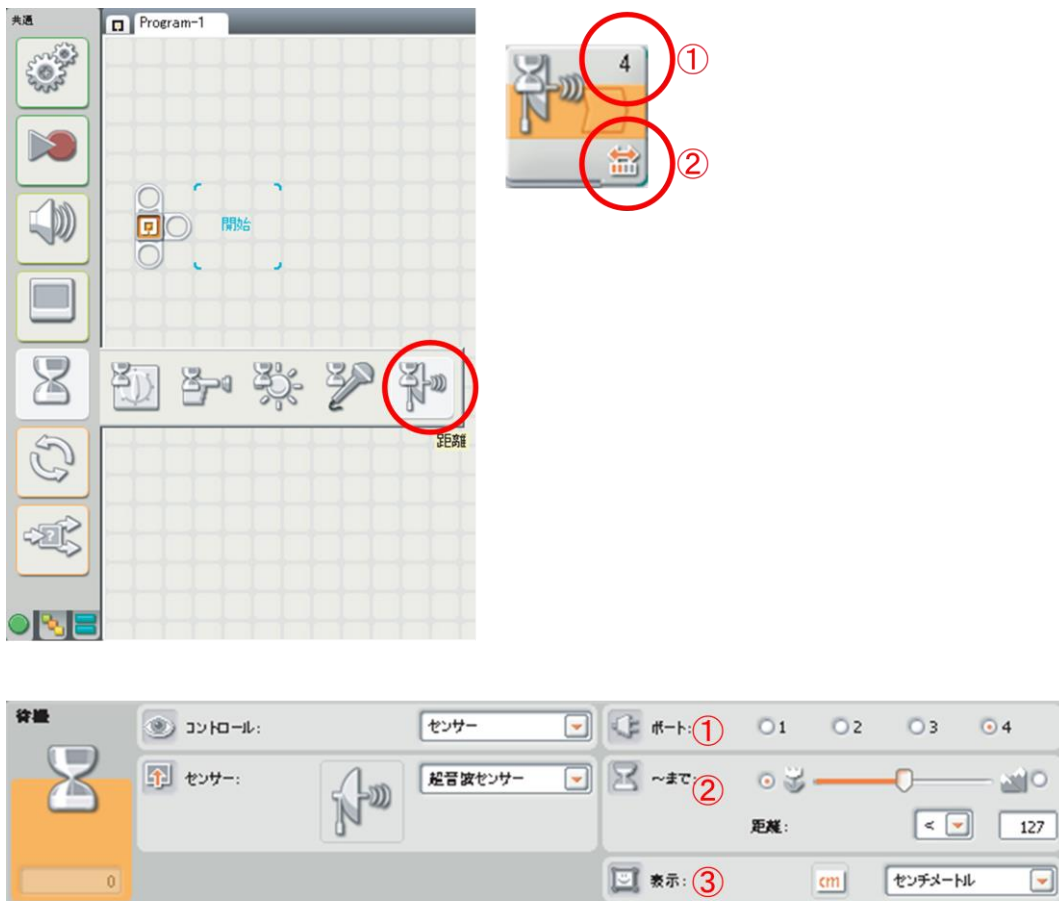 共通
Program-1
4 ①
②
開始
距離
待機
コントロール: センサー
ポート: ① 1 2 3 4
センサー: 超音波センサー
～まで: ②
距離: < 127
0
表示: ③ cm センチメートル